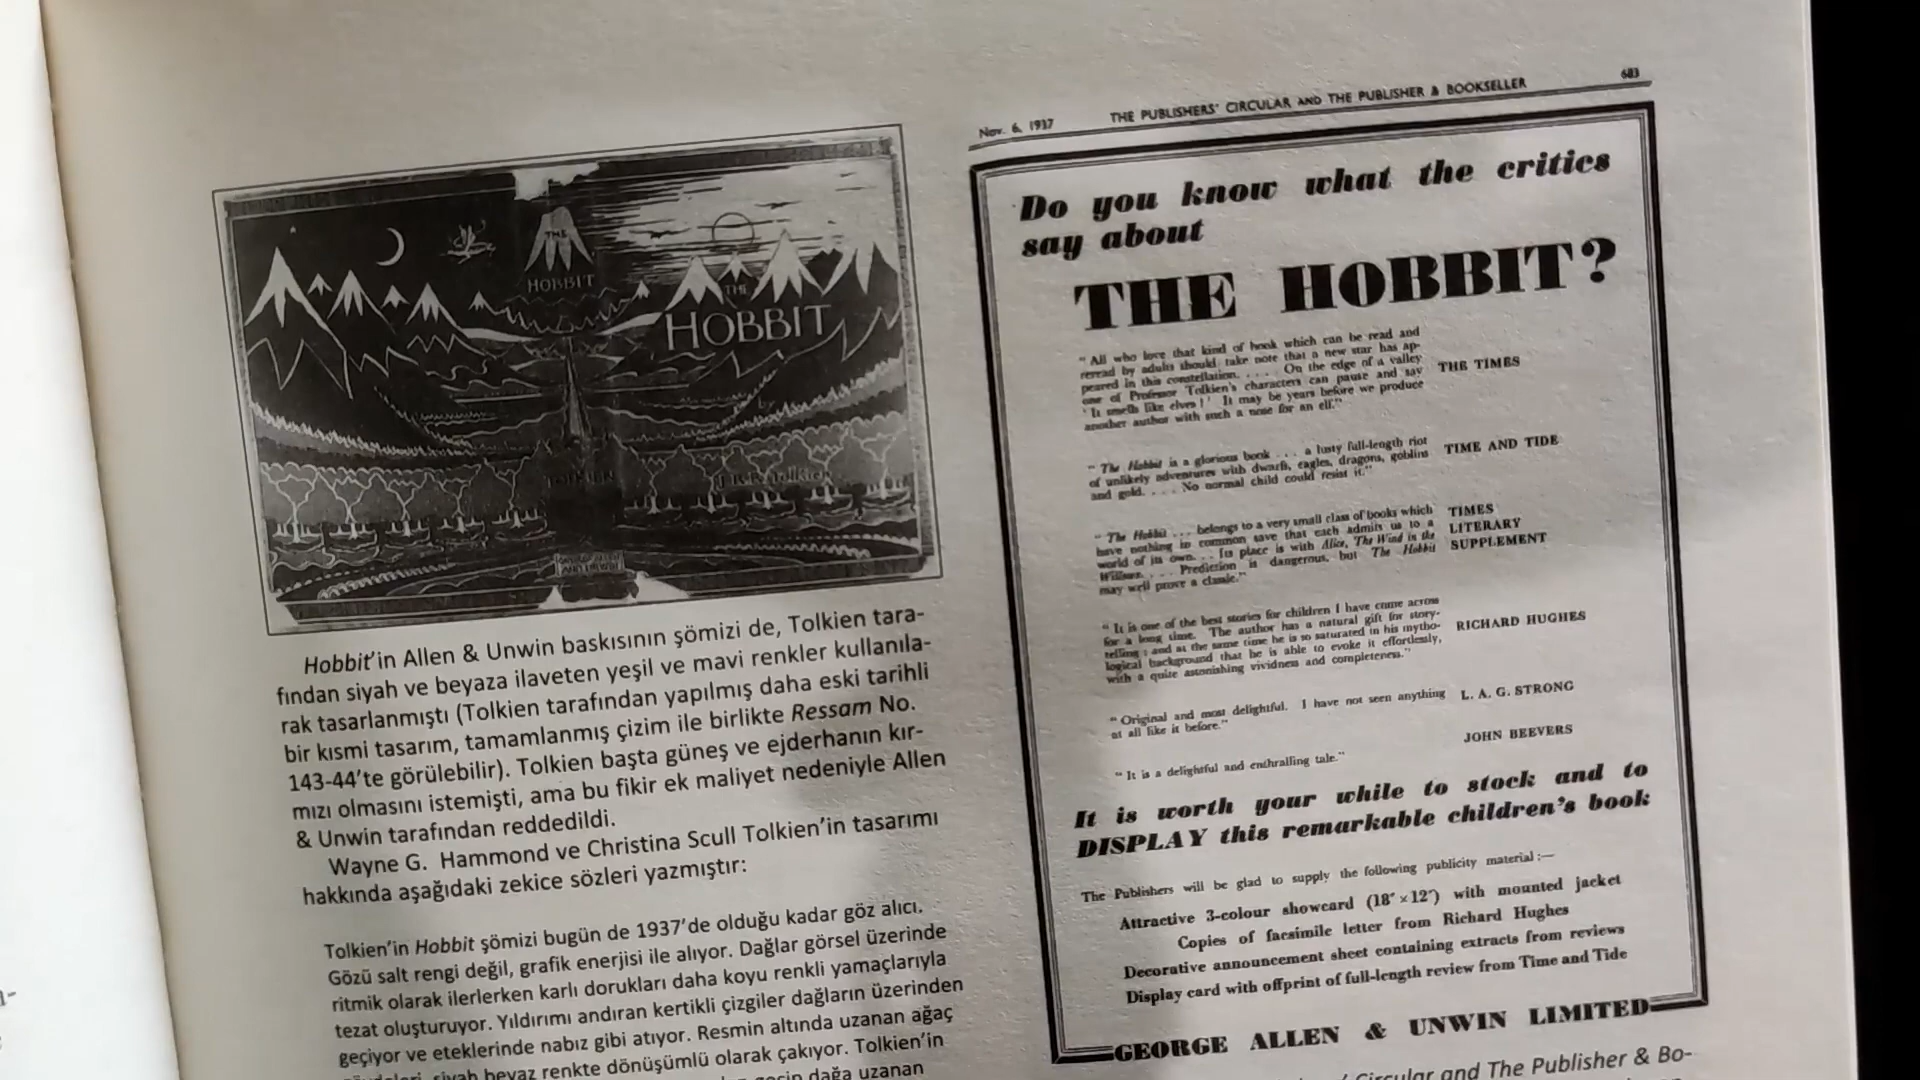 THE
HOBBIT
THE
HOBBIT
TOLKIEN
J.R.R. Tolkien
Hobbit'in Allen & Unwin baskısının şömizi de, Tolkien tara-
fından siyah ve beyaza ilaveten yeşil ve mavi renkler kullanıla-
rak tasarlanmıştı (Tolkien tarafından yapılmış daha eski tarihli
bir kısmi tasarım, tamamlanmış çizim ile birlikte Ressam No.
143-44'te görülebilir). Tolkien başta güneş ve ejderhanın kır-
mızı olmasını istemişti, ama bu fikir ek maliyet nedeniyle Allen
& Unwin tarafından reddedildi.
Wayne G. Hammond ve Christina Scull Tolkien'in tasarımı
hakkında aşağıdaki zekice sözleri yazmıştır:
Tolkien'in Hobbit şömizi bugün de 1937'de olduğu kadar göz alıcı.
Gözü salt rengi değil, grafik enerjisi ile alıyor. Dağlar görsel üzerinde
ritmik olarak ilerlerken karlı dorukları daha koyu renkli yamaçlarıyla
tezat oluşturuyor. Yıldırımı andıran kertikli çizgiler dağların üzerinden
geçiyor ve eteklerinde nabız gibi atıyor. Resmin altında uzanan ağaç
siyah beyaz renkte dönüşümlü olarak çakıyor. Tolkien'in
dağa uzanan
Nov. 6, 1937 THE PUBLISHERS' CIRCULAR AND THE PUBLISHER & BOOKSELLER 683
Do you know what the critics
say about
THE HOBBIT?
"All who love that kind of book which can be read and
reread by adults should take note that a new star has ap-
peared in this constellation. . . . . On the edge of a valley
one of Professor Tolkien's characters can pause and say
'It smells like elves!' It may be years before we produce
another author with such a nose for an elf."
THE TIMES
"The Hobbit is a glorious book . . . a lusty full-length riot
of unlikely adventures with dwarfs, eagles, dragons, goblins
and gold. . . . No normal child could resist it."
TIME AND TIDE
"The Hobbit . . . belongs to a very small class of books which
have nothing in common save that each admits us to a
world of its own. . . Its place is with Alice, The Wind in the
Willows. . . . Prediction is dangerous, but The Hobbit
may well prove a classic."
TIMES
LITERARY
SUPPLEMENT
"It is one of the best stories for children I have come across
for a long time. The author has a natural gift for story-
telling; and at the same time he is so saturated in his mytho-
logical background that he is able to evoke it effortlessly,
with a quite astonishing vividness and completeness."
RICHARD HUGHES
"Original and most delightful. I have not seen anything
at all like it before."
L. A. G. STRONG
"It is a delightful and enthralling tale."
JOHN BEEVERS
It is worth your while to stock and to
DISPLAY this remarkable children's book
The Publishers will be glad to supply the following publicity material :—
Attractive 3-colour showcard (18″ × 12″) with mounted jacket
Copies of facsimile letter from Richard Hughes
Decorative announcement sheet containing extracts from reviews
Display card with offprint of full-length review from Time and Tide
GEORGE ALLEN & UNWIN LIMITED
Circular and The Publisher & Bo-